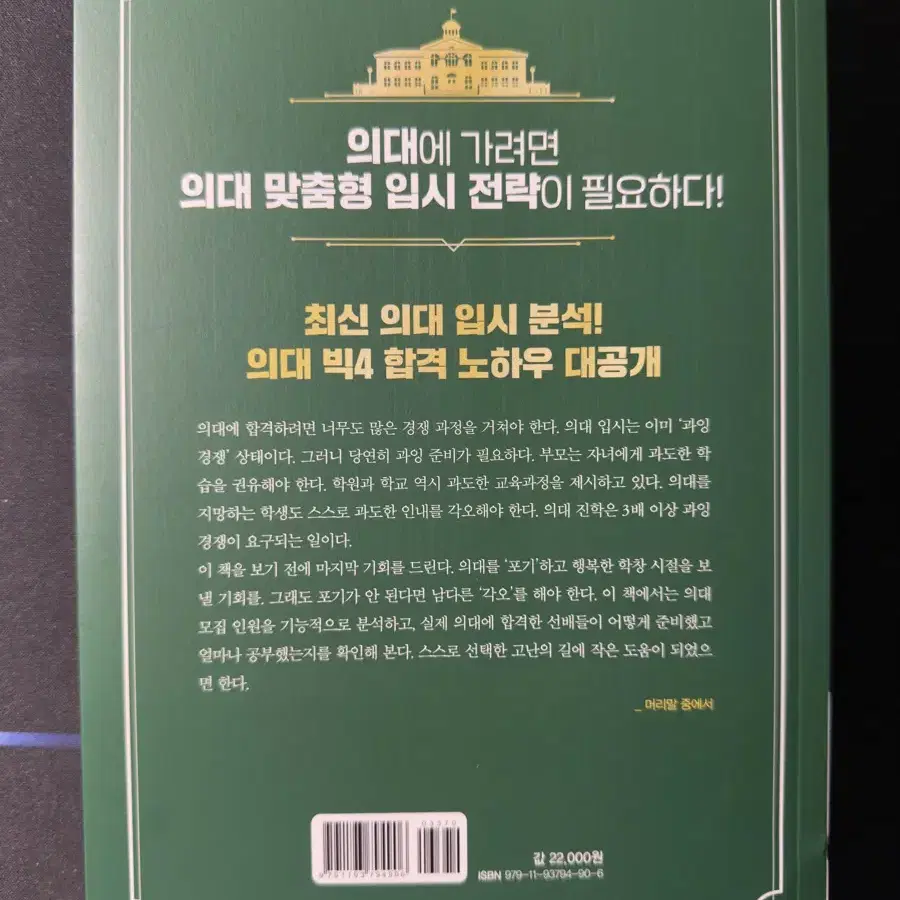 의대에 가려면
의대 맞춤형 입시 전략이 필요하다!
최신 의대 입시 분석!
의대 빅4 합격 노하우 대공개
의대에 합격하려면 너무도 많은 경쟁 과정을 거쳐야 한다. 의대 입시는 이미 ‘과잉
경쟁’ 상태이다. 그러니 당연히 과잉 준비가 필요하다. 부모는 자녀에게 과도한 학
습을 권유해야 한다. 학원과 학교 역시 과도한 교육과정을 제시하고 있다. 의대를
지망하는 학생도 스스로 과도한 인내를 각오해야 한다. 의대 진학은 3배 이상 과잉
경쟁이 요구되는 일이다.
이 책을 보기 전에 마지막 기회를 드린다. 의대를 ‘포기’하고 행복한 학창 시절을 보
낼 기회를. 그래도 포기가 안 된다면 남다른 ‘각오’를 해야 한다. 이 책에서는 의대
모집 인원을 기능적으로 분석하고, 실제 의대에 합격한 선배들이 어떻게 준비했고
얼마나 공부했는지를 확인해 본다. 스스로 선택한 고난의 길에 작은 도움이 되었으
면 한다.
_ 머리말 중에서
03370
9791193794906
값 22,000원
ISBN 979-11-93794-90-6